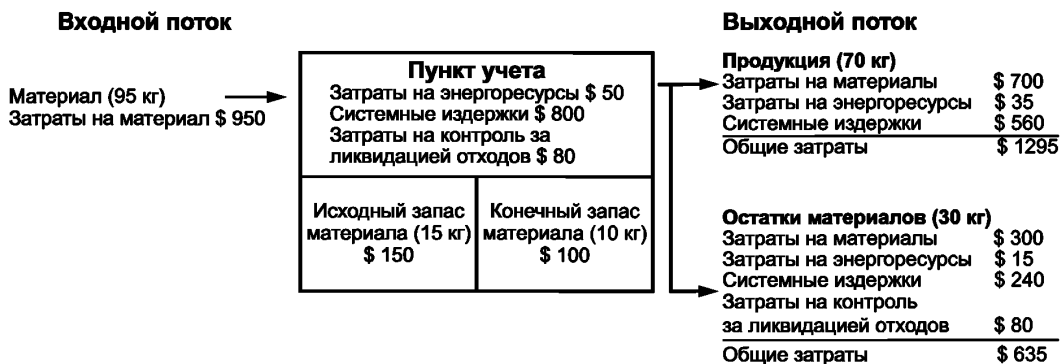 Входной поток
Материал (95 кг)
Затраты на материал $ 950
Пункт учета
Затраты на энергоресурсы $ 50
Системные издержки $ 800
Затраты на контроль за
ликвидацией отходов $ 80
Исходный запас
материала (15 кг)
$ 150
Конечный запас
материала (10 кг)
$ 100
Выходной поток
Продукция (70 кг)
Затраты на материалы $ 700
Затраты на энергоресурсы $ 35
Системные издержки $ 560
Общие затраты $ 1295
Остатки материалов (30 кг)
Затраты на материалы $ 300
Затраты на энергоресурсы $ 15
Системные издержки $ 240
Затраты на контроль
за ликвидацией отходов $ 80
Общие затраты $ 635